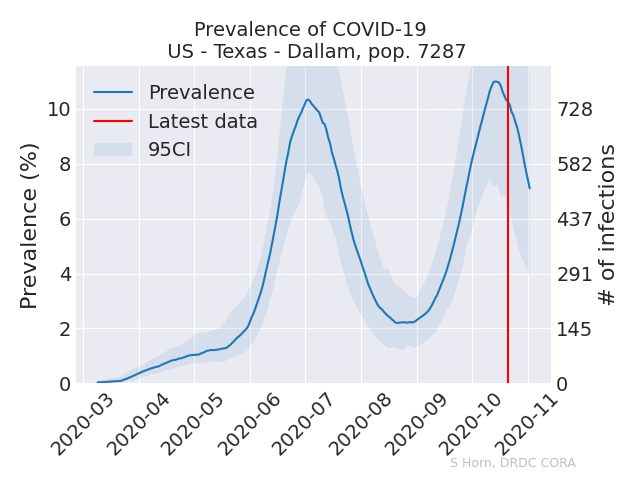 Prevalence of COVID-19
US - Texas - Dallam, pop. 7287
Prevalence
Latest data
95CI
Prevalence (%)
10
8
6
4
2
0
728
582
437
291
145
0
# of infections
2020-03
2020-04
2020-05
2020-06
2020-07
2020-08
2020-09
2020-10
2020-11
S Horn, DRDC CORA